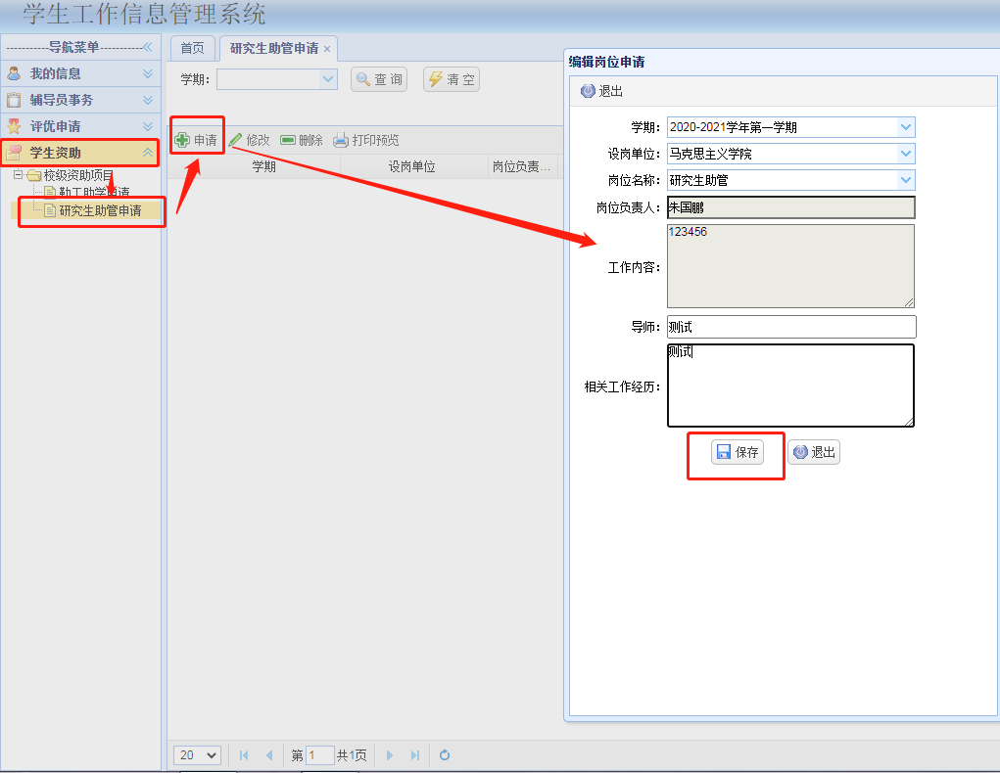 学生工作信息管理系统
-----------导航菜单-----------
我的信息
辅导员事务
评优申请
学生资助
校级资助项目
勤工助学申请
研究生助管申请
首页
研究生助管申请
学期:
查 询
清 空
申请
修改
删除
打印预览
学期
设岗单位
岗位负责...
编辑岗位申请
退出
学期: 2020-2021学年第一学期
设岗单位: 马克思主义学院
岗位名称: 研究生助管
岗位负责人: 朱国鹏
工作内容: 123456
导师: 测试
相关工作经历: 测试
保存
退出
20
第 1 共1页